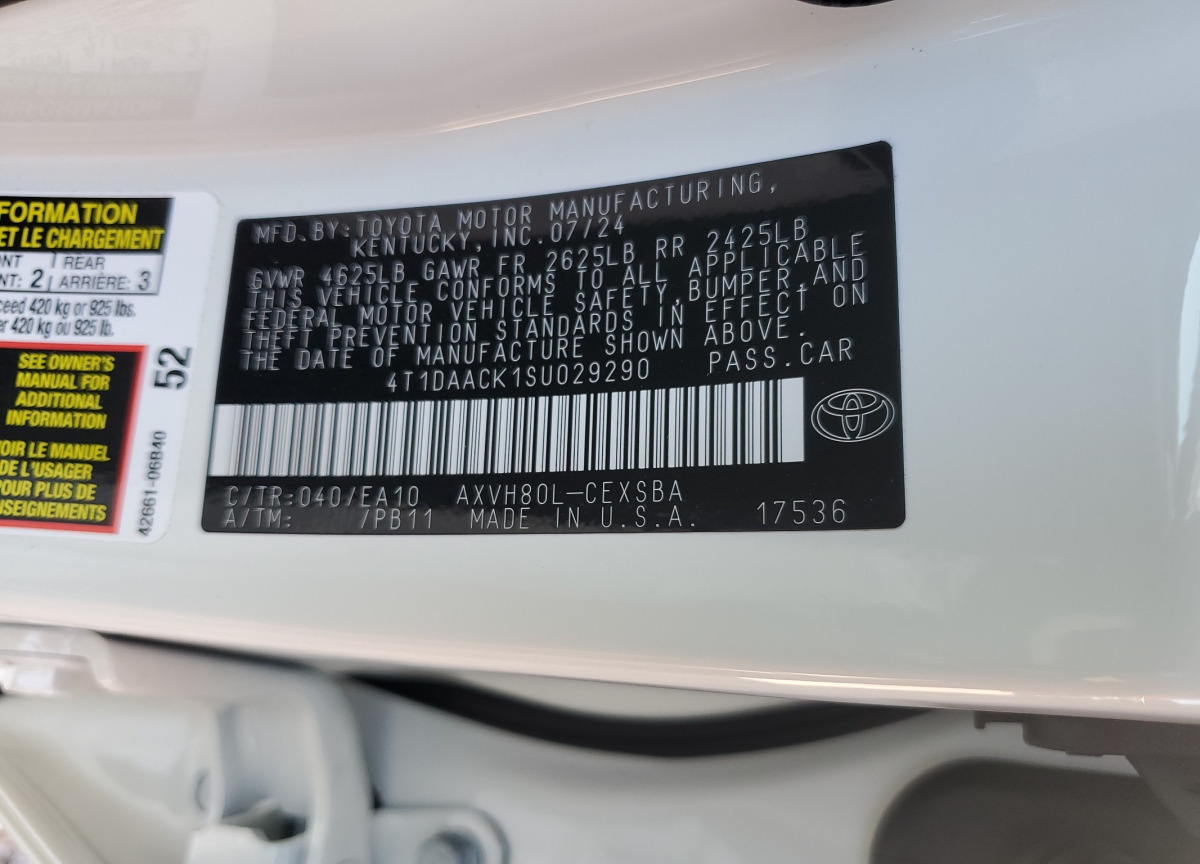 FORMATION
ET LE CHARGEMENT
NT REAR
NT: 2 ARRIÈRE: 3
ceed 420 kg or 925 lbs.
er 420 kg ou 925 lb.
SEE OWNER'S
MANUAL FOR
ADDITIONAL
INFORMATION
OIR LE MANUEL
DE L'USAGER
POUR PLUS DE
NSEIGNEMENTS
52
42661-06B40
MFD. BY: TOYOTA MOTOR MANUFACTURING,
KENTUCKY, INC. 07/24
GVWR 4625LB GAWR FR 2625LB RR 2425LB
THIS VEHICLE CONFORMS TO ALL APPLICABLE
FEDERAL MOTOR VEHICLE SAFETY, BUMPER, AND
THEFT PREVENTION STANDARDS IN EFFECT ON
THE DATE OF MANUFACTURE SHOWN ABOVE.
4T1DAACK1SU029290 PASS. CAR
C/TR: 040/EA10 AXVH80L-CEXSBA
A/TM: /PB11 MADE IN U.S.A. 17536